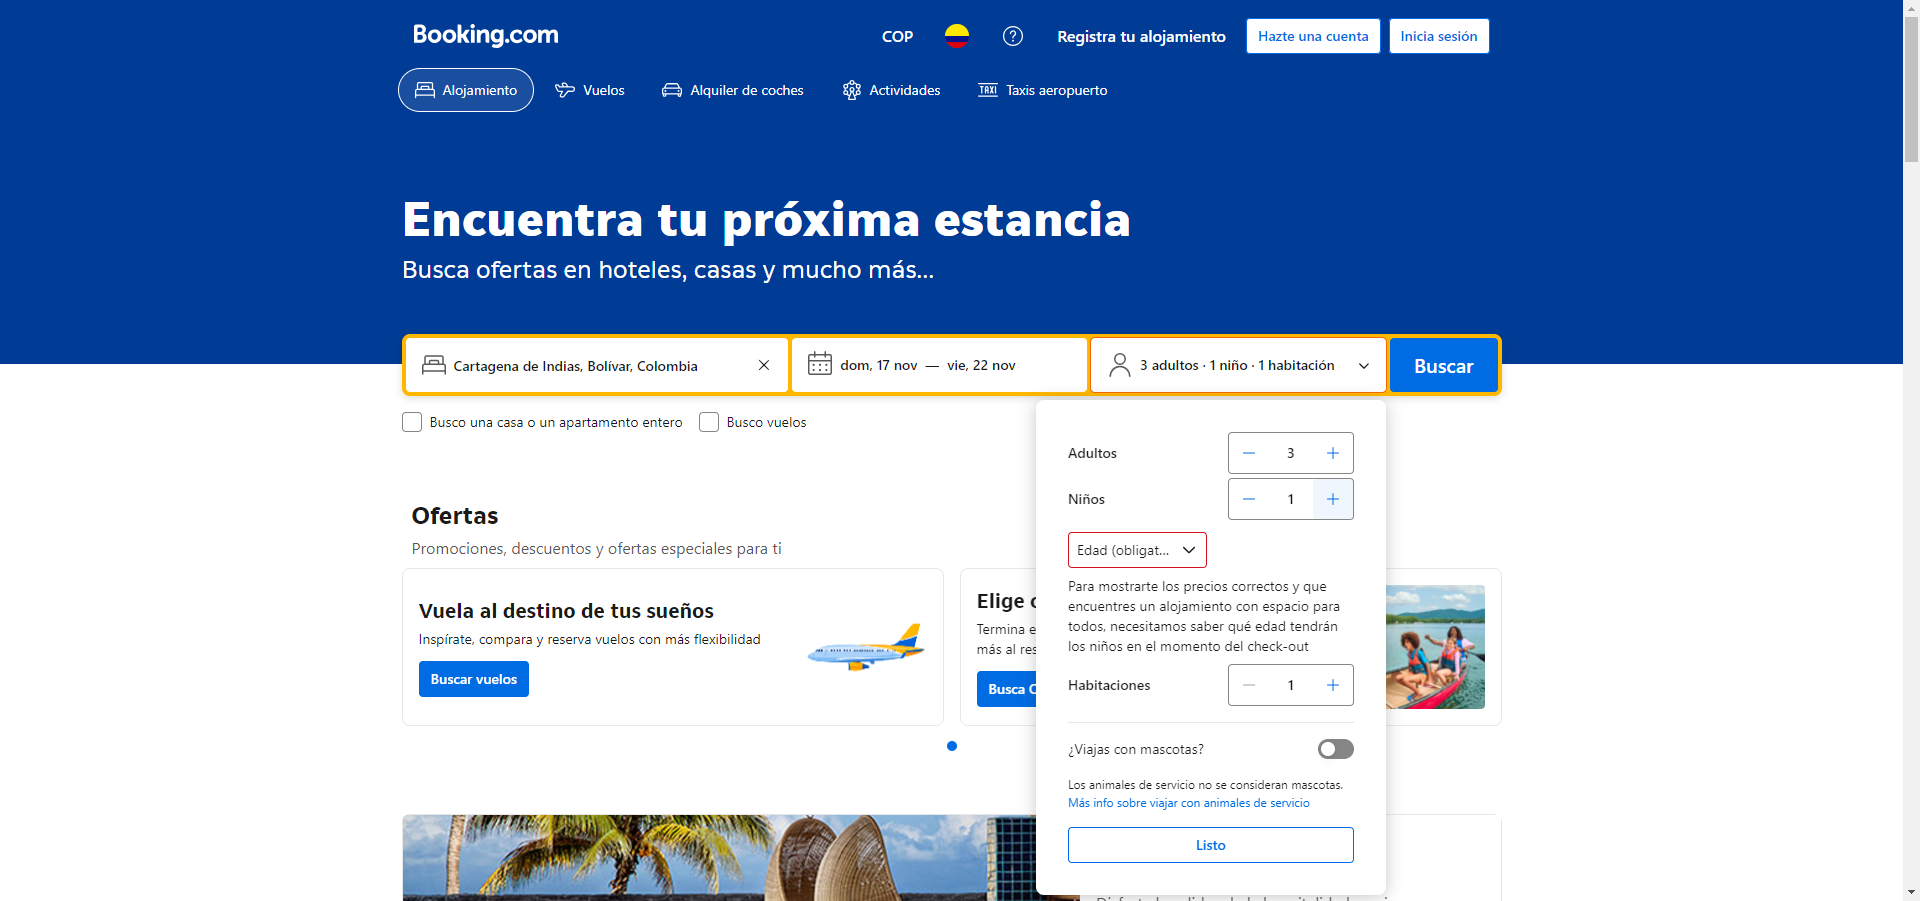 Booking.com
COP
Registra tu alojamiento
Hazte una cuenta
Inicia sesión
Alojamiento
Vuelos
Alquiler de coches
Actividades
TAXI
Taxis aeropuerto
Encuentra tu próxima estancia
Busca ofertas en hoteles, casas y mucho más...
Cartagena de Indias, Bolívar, Colombia
dom, 17 nov — vie, 22 nov
3 adultos · 1 niño · 1 habitación
Buscar
Busco una casa o un apartamento entero
Busco vuelos
Adultos
3
Niños
1
Edad (obligat...
Para mostrarte los precios correctos y que
encuentres un alojamiento con espacio para
todos, necesitamos saber qué edad tendrán
los niños en el momento del check-out
Habitaciones
1
¿Viajas con mascotas?
Los animales de servicio no se consideran mascotas.
Más info sobre viajar con animales de servicio
Listo
Ofertas
Promociones, descuentos y ofertas especiales para ti
Vuela al destino de tus sueños
Inspírate, compara y reserva vuelos con más flexibilidad
Buscar vuelos
Elige
Termina
más al
Busca